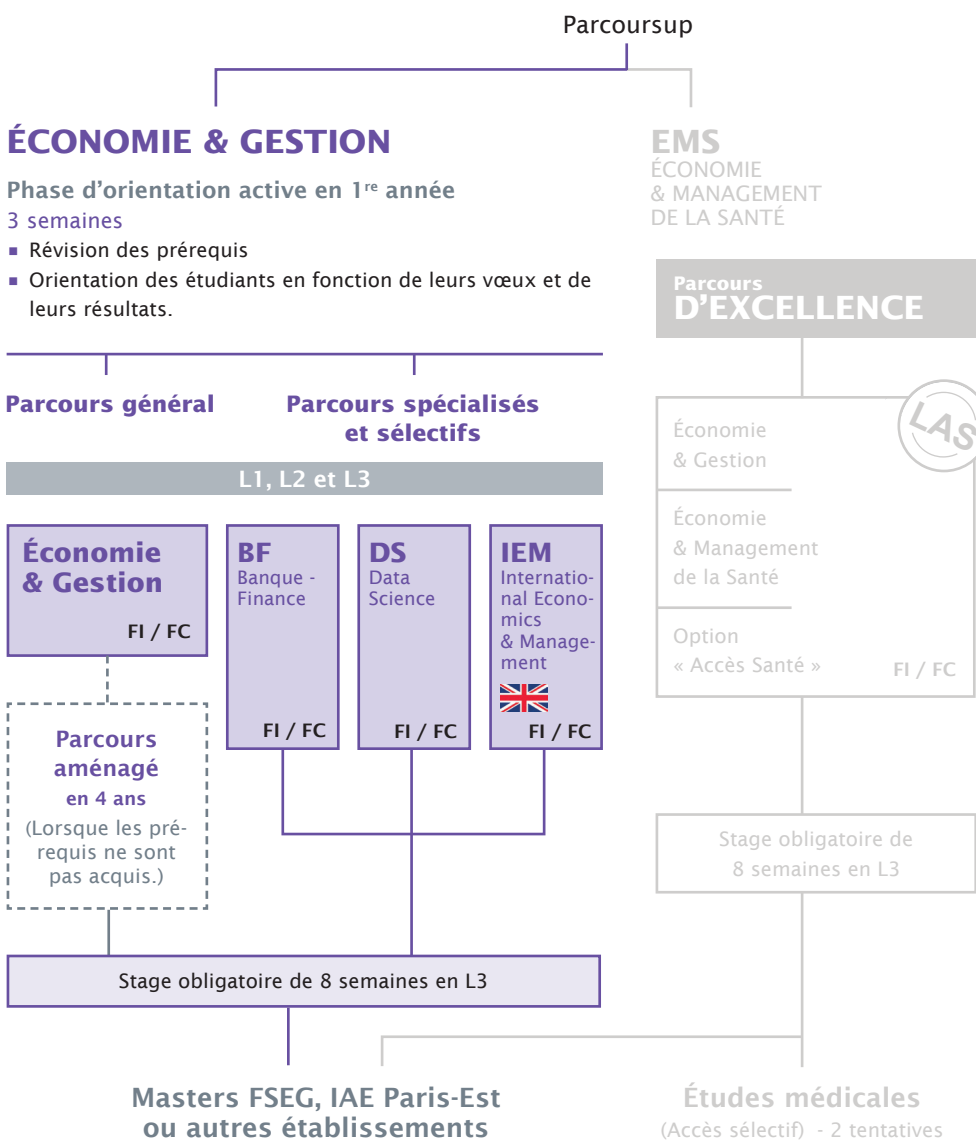 Parcoursup
ÉCONOMIE & GESTION
Phase d’orientation active en 1re année
3 semaines
▪ Révision des prérequis
▪ Orientation des étudiants en fonction de leurs vœux et de
leurs résultats.
Parcours général
Parcours spécialisés
et sélectifs
L1, L2 et L3
Économie
& Gestion
FI / FC
BF
Banque -
Finance
FI / FC
DS
Data
Science
FI / FC
IEM
Internatio-
nal Econo-
mics
& Manage-
ment
FI / FC
Parcours
aménagé
en 4 ans
(Lorsque les pré-
requis ne sont
pas acquis.)
Stage obligatoire de 8 semaines en L3
Masters FSEG, IAE Paris-Est
ou autres établissements
EMS
ÉCONOMIE
& MANAGEMENT
DE LA SANTÉ
Parcours
D’EXCELLENCE
LAS
Économie
& Gestion
Économie
& Management
de la Santé
Option
« Accès Santé »
FI / FC
Stage obligatoire de
8 semaines en L3
Études médicales
(Accès sélectif) - 2 tentatives